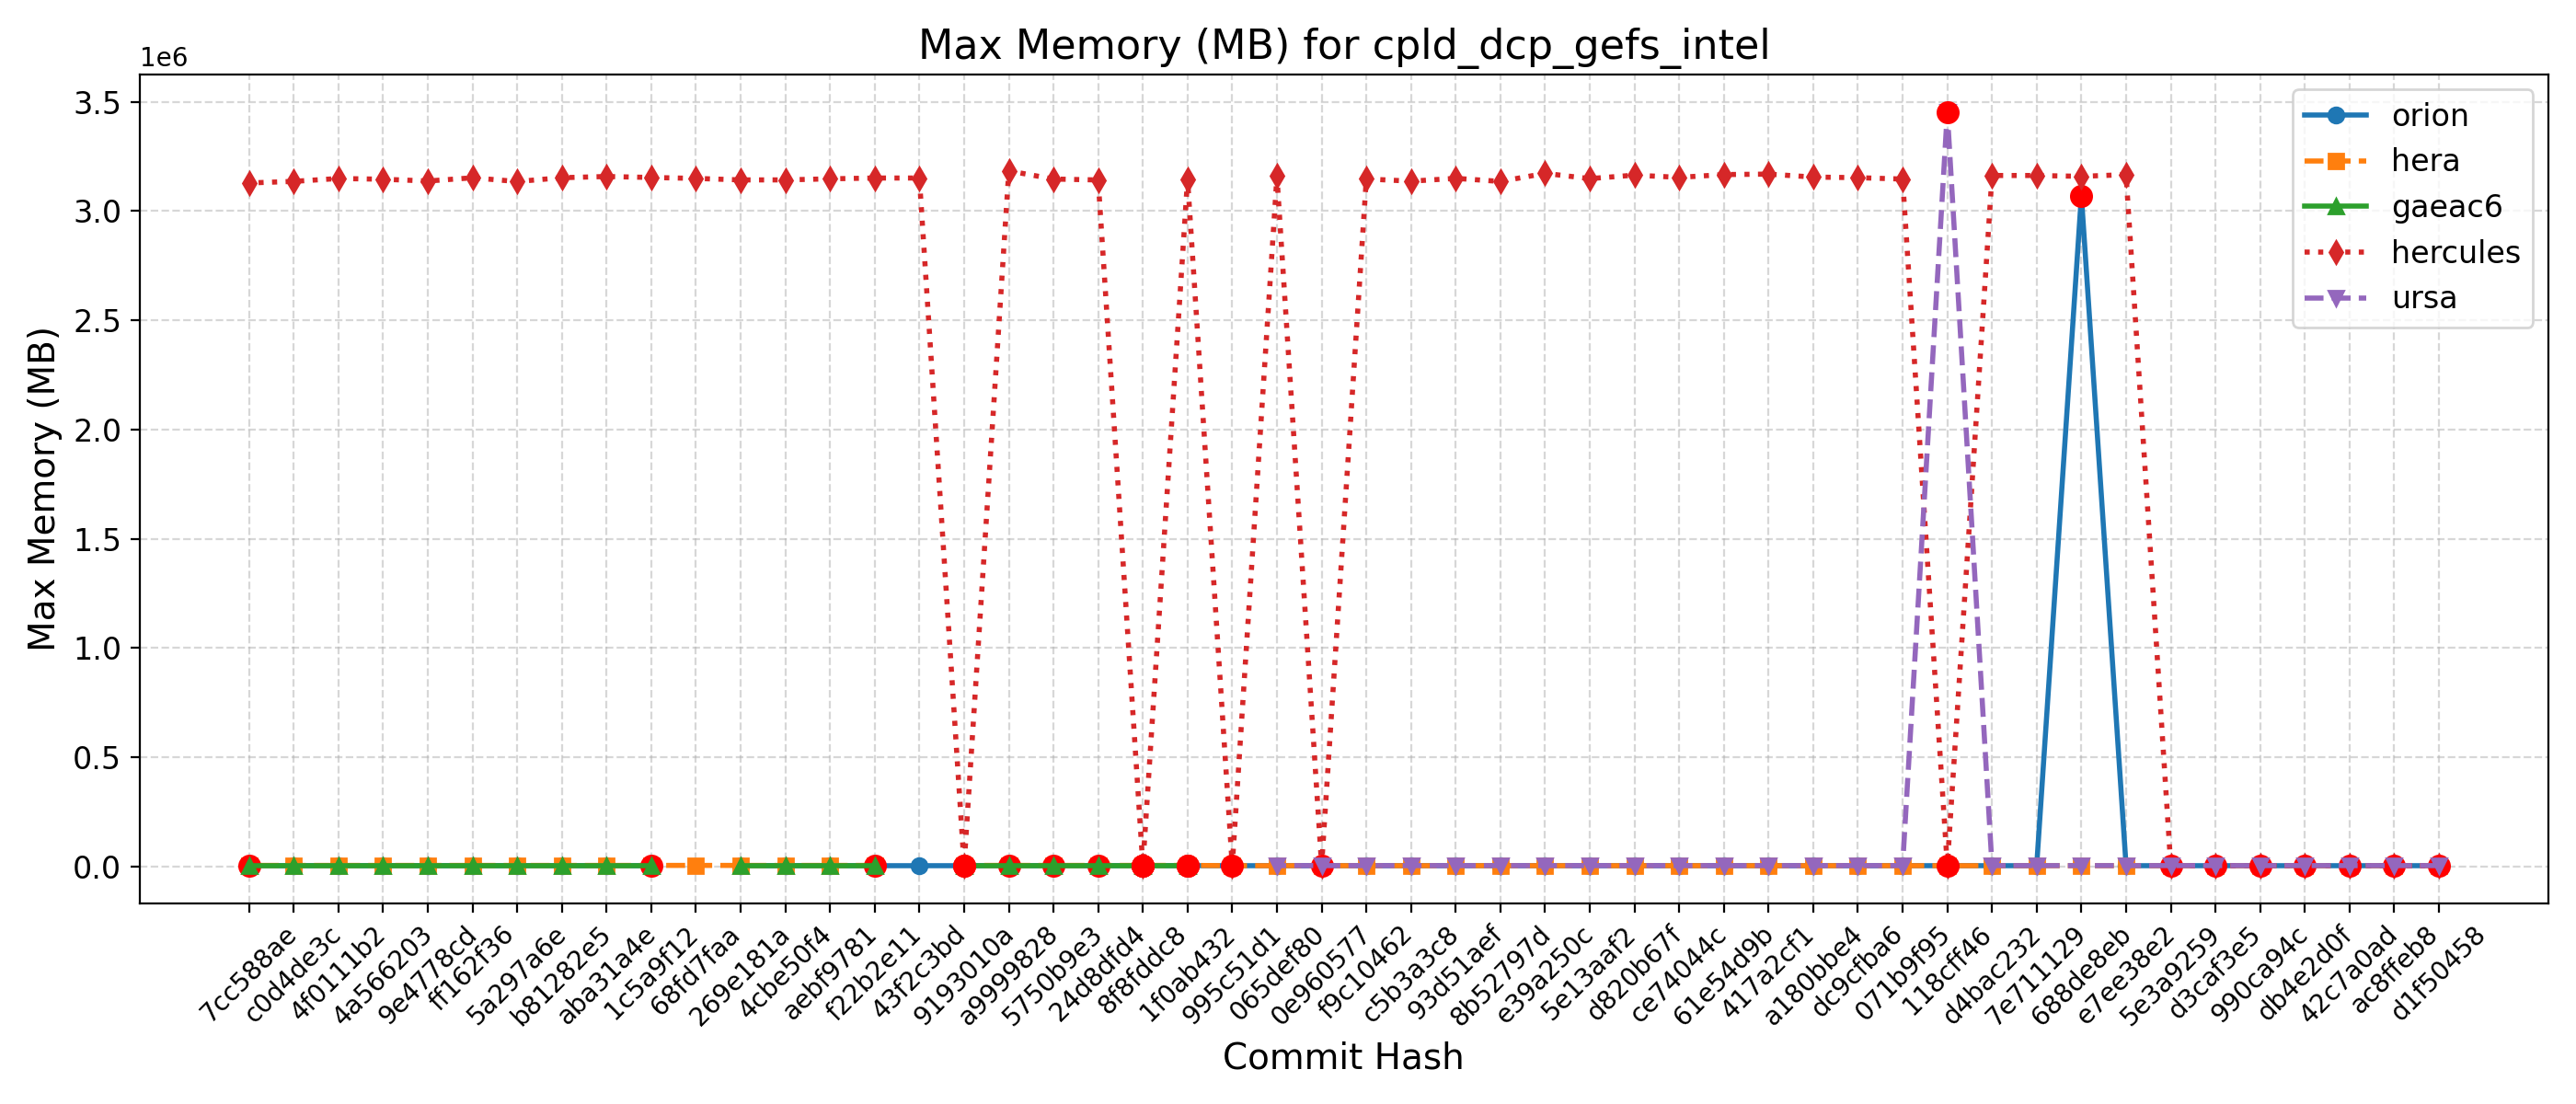 Max Memory (MB) for cpld_dcp_gefs_intel
1e6
3.5
3.0
2.5
2.0
1.5
1.0
0.5
0.0
Max Memory (MB)
orion
hera
gaeac6
hercules
ursa
7cc588ae
c0d4de3c
4f0111b2
4a566203
9e4778cd
ff162f36
5a297a6e
b81282e5
aba31a4e
1c5a9f12
68fd7faa
269e181a
4cbe50f4
aebf9781
f22b2e11
43f2c3bd
9193010a
a9999828
5750b9e3
24d8dfd4
8f8fddc8
1f0ab432
995c51d1
065def80
0e960577
f9c10462
c5b3a3c8
93d51aef
8b52797d
e39a250c
5e13aaf2
d820b67f
ce74044c
61e54d9b
417a2cf1
a180bbe4
dc9cfba6
071b9f95
118cff46
d4bac232
7e711129
688de8eb
e7ee38e2
5e3a9259
d3caf3e5
990ca94c
db4e2d0f
42c7a0ad
ac8ffeb8
d1f50458
Commit Hash